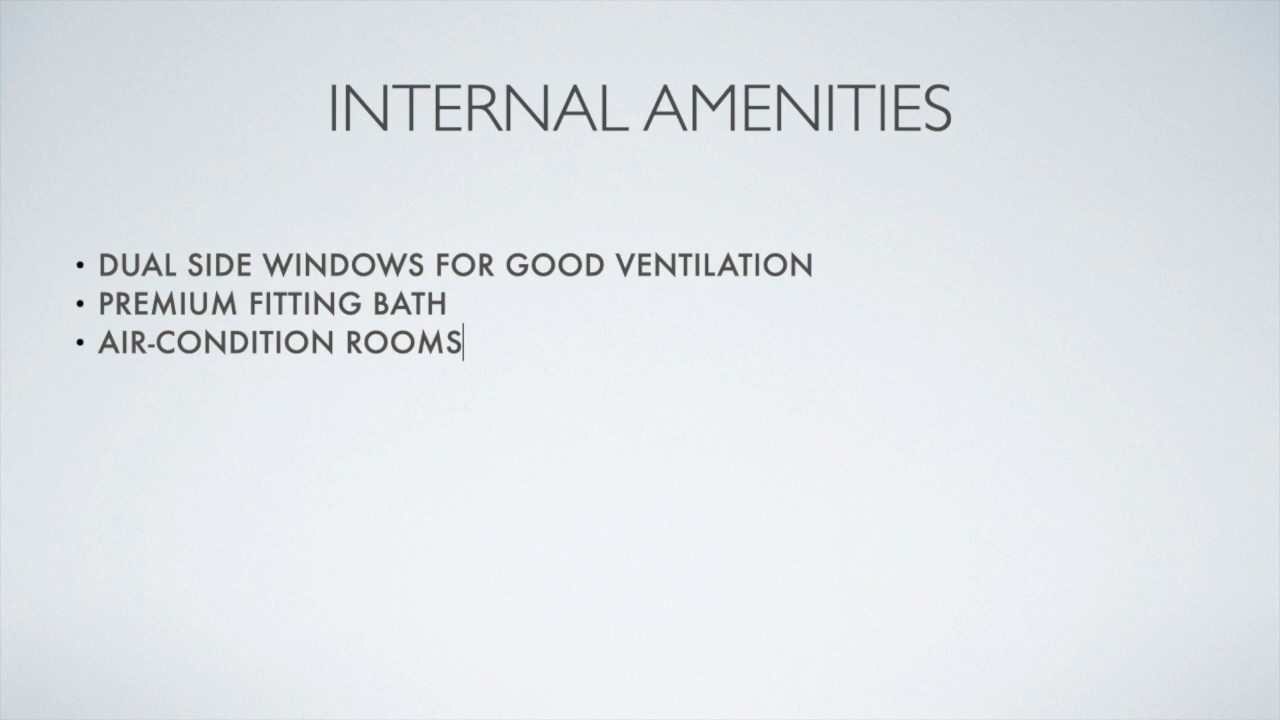 INTERNAL AMENITIES
• DUAL SIDE WINDOWS FOR GOOD VENTILATION
• PREMIUM FITTING BATH
• AIR-CONDITION ROOMS